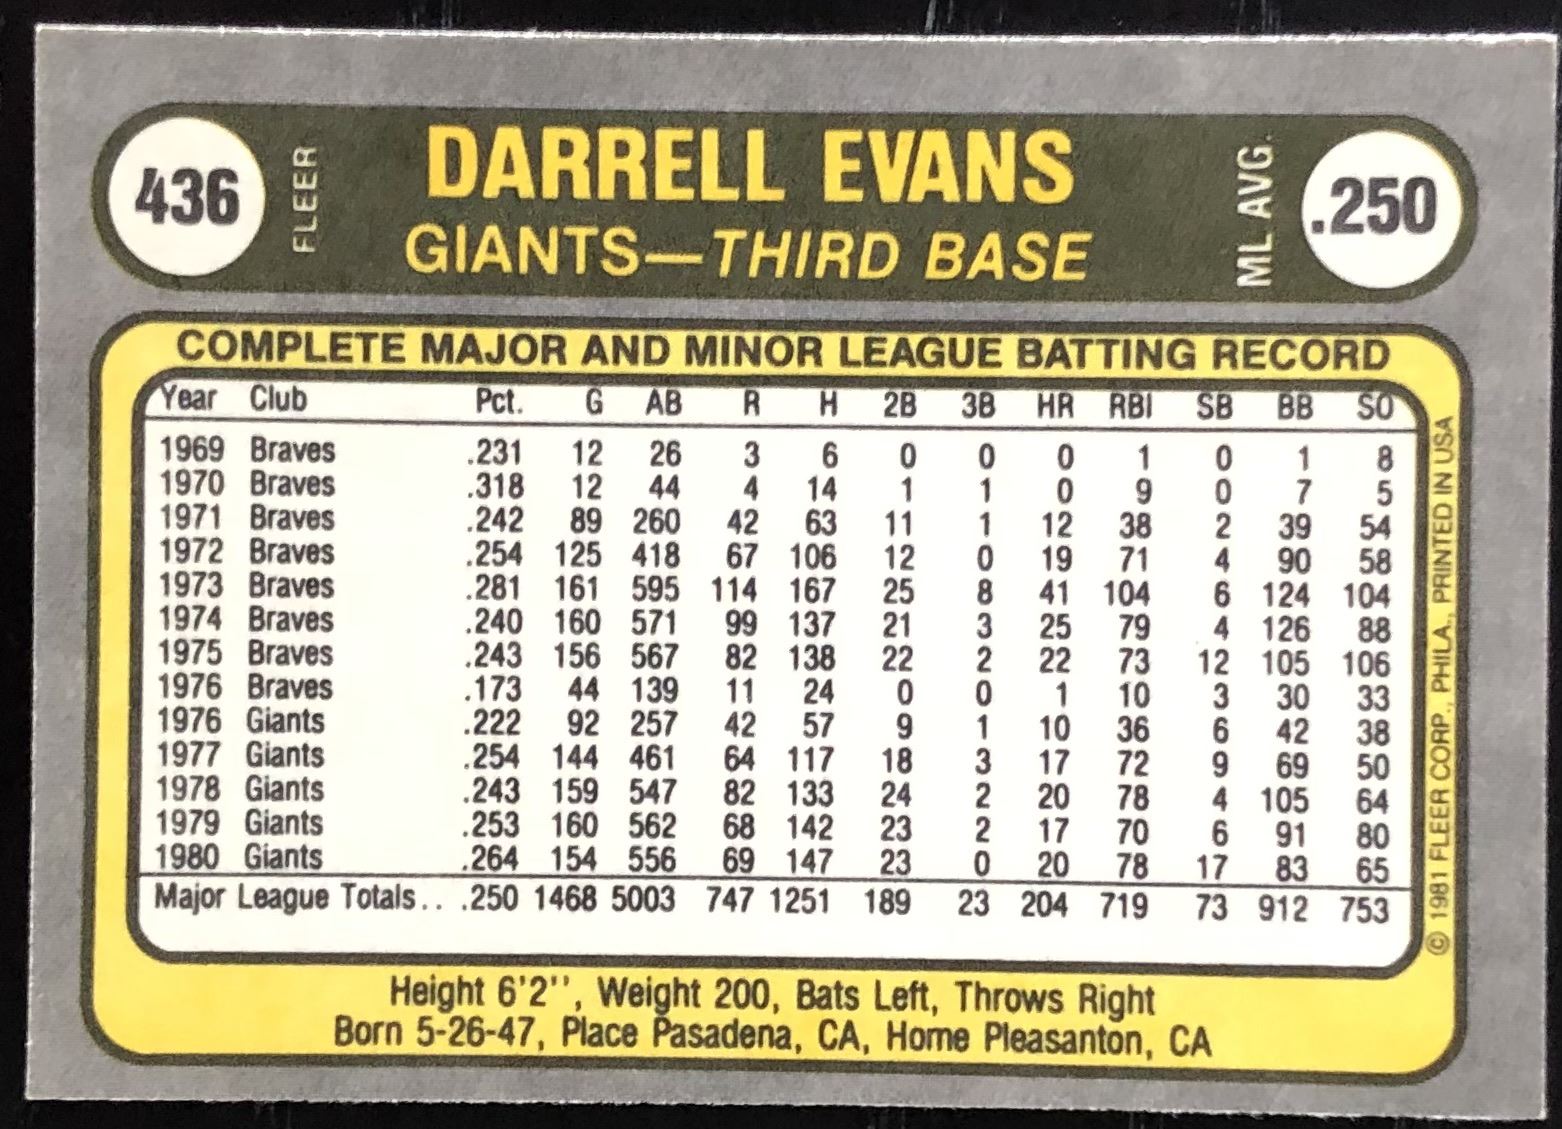 436 FLEER DARRELL EVANS ML AVG. .250
GIANTS—THIRD BASE
COMPLETE MAJOR AND MINOR LEAGUE BATTING RECORD
Year Club Pct. G AB R H 2B 3B HR RBI SB BB SO
1969 Braves .231 12 26 3 6 0 0 0 1 0 1 8
1970 Braves .318 12 44 4 14 1 1 0 9 0 7 5
1971 Braves .242 89 260 42 63 11 1 12 38 2 39 54
1972 Braves .254 125 418 67 106 12 0 19 71 4 90 58
1973 Braves .281 161 595 114 167 25 8 41 104 6 124 104
1974 Braves .240 160 571 99 137 21 3 25 79 4 126 88
1975 Braves .243 156 567 82 138 22 2 22 73 12 105 106
1976 Braves .173 44 139 11 24 0 0 1 10 3 30 33
1976 Giants .222 92 257 42 57 9 1 10 36 6 42 38
1977 Giants .254 144 461 64 117 18 3 17 72 9 69 50
1978 Giants .243 159 547 82 133 24 2 20 78 4 105 64
1979 Giants .253 160 562 68 142 23 2 17 70 6 91 80
1980 Giants .264 154 556 69 147 23 0 20 78 17 83 65
Major League Totals.. .250 1468 5003 747 1251 189 23 204 719 73 912 753
© 1981 FLEER CORP., PHILA., PRINTED IN USA
Height 6'2'', Weight 200, Bats Left, Throws Right
Born 5-26-47, Place Pasadena, CA, Home Pleasanton, CA